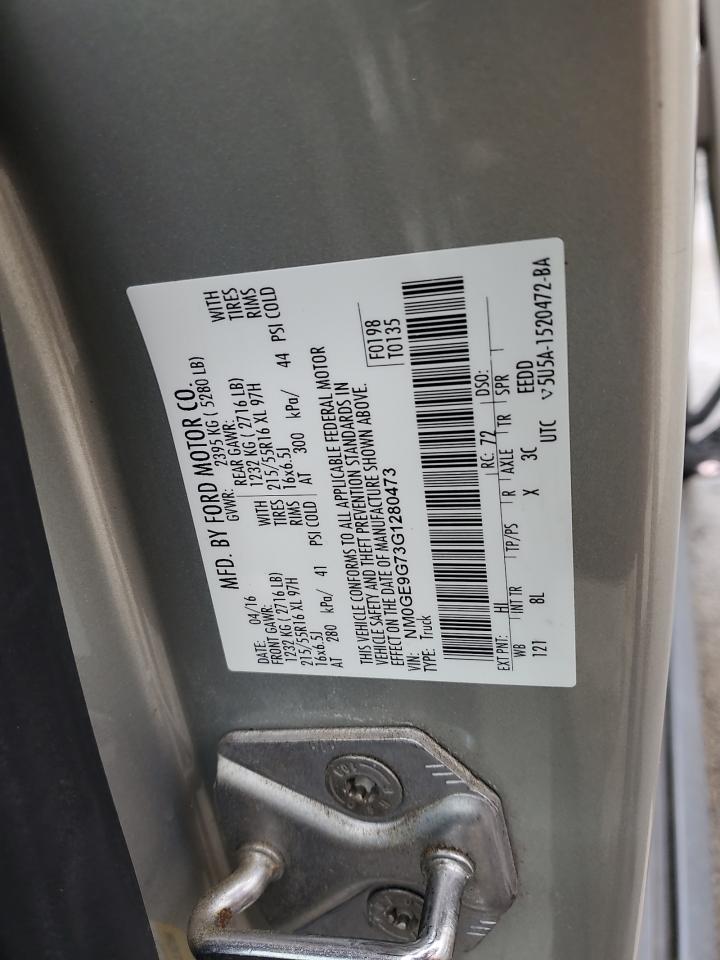 MFD. BY FORD MOTOR CO.
DATE: 04/16 GVWR: 2395 KG ( 5280 LB)
FRONT GAWR: REAR GAWR:
1232 KG ( 2716 LB) WITH 1232 KG ( 2716 LB) WITH
215/55R16 XL 97H TIRES 215/55R16 XL 97H TIRES
16x6.5J RIMS 16x6.5J RIMS
AT 280 kPa/ 41 PSI COLD AT 300 kPa/ 44 PSI COLD
THIS VEHICLE CONFORMS TO ALL APPLICABLE FEDERAL MOTOR
VEHICLE SAFETY AND THEFT PREVENTION STANDARDS IN
EFFECT ON THE DATE OF MANUFACTURE SHOWN ABOVE.
VIN: NM0GE9G73G1280473 F0198
TYPE: Truck T0135
EXT PNT: HL RC: 72 DSO:
WB INT TR TP/PS R AXLE TR SPR
121 8L X 3C EEDD
UTC ▽5U5A-1520472-BA